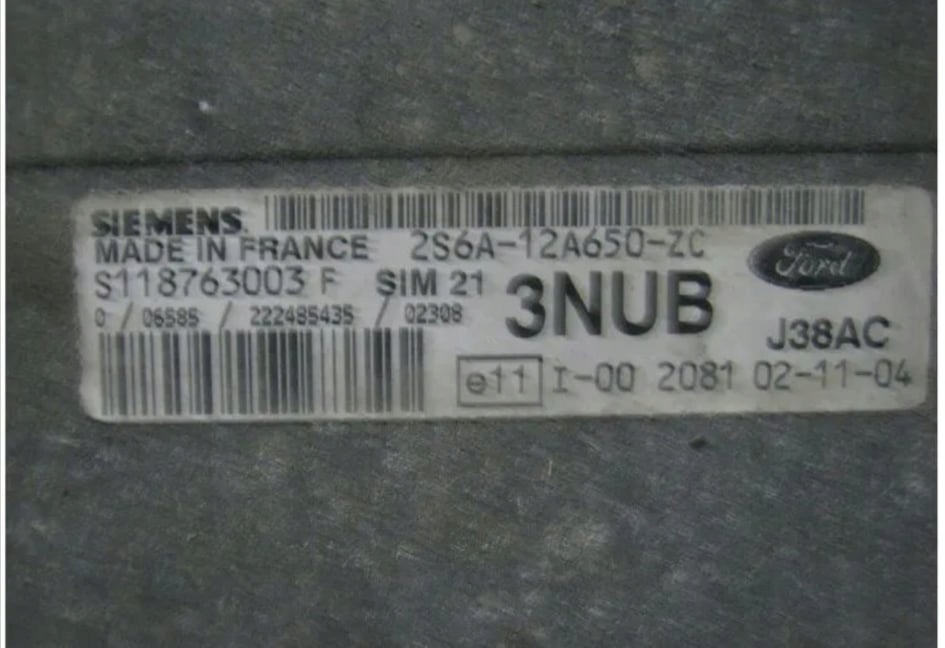 SIEMENS.
MADE IN FRANCE 2S6A-12A650-ZC
Ford
S118763003 F SIM 21
3NUB
0 / 06585 / 222485435 / 02308
J38AC
e11 I-00 2081 02-11-04